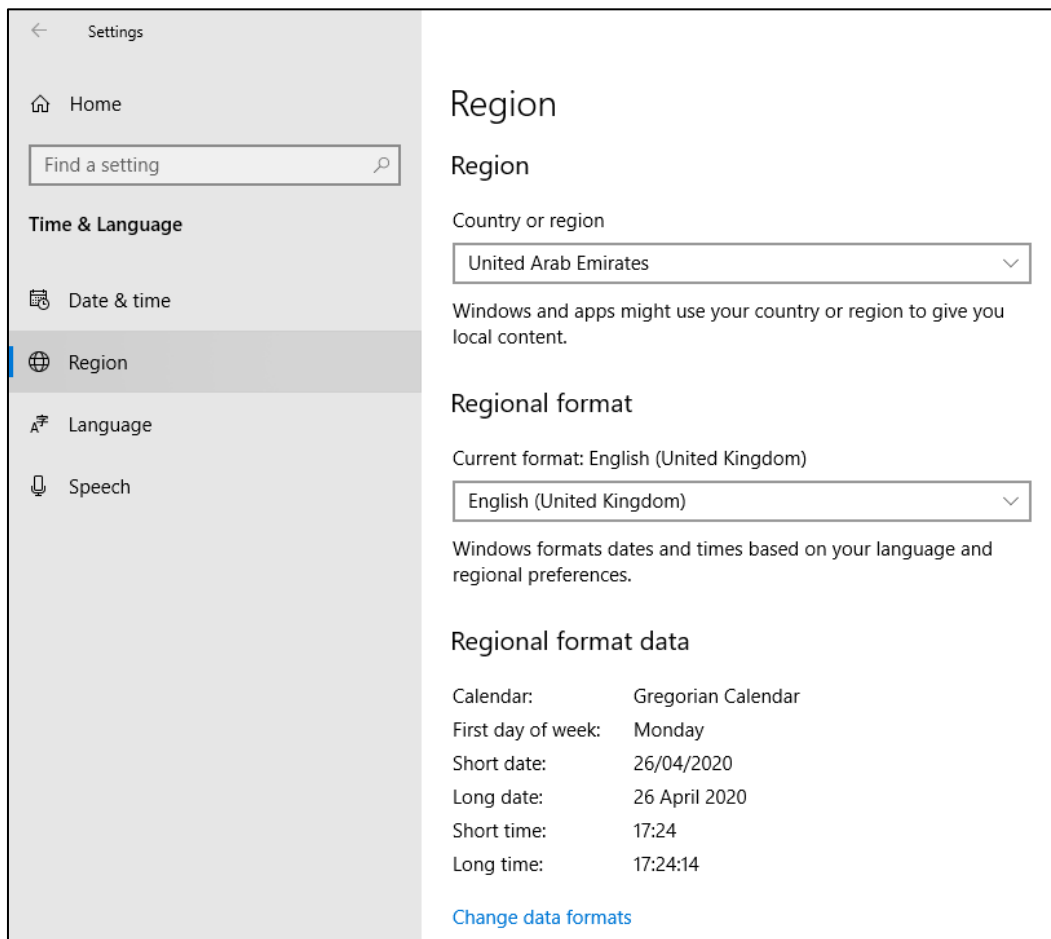 Settings
Home
Find a setting
Time & Language
Date & time
Region
Language
Speech
Region
Region
Country or region
United Arab Emirates
Windows and apps might use your country or region to give you
local content.
Regional format
Current format: English (United Kingdom)
English (United Kingdom)
Windows formats dates and times based on your language and
regional preferences.
Regional format data
Calendar: Gregorian Calendar
First day of week: Monday
Short date: 26/04/2020
Long date: 26 April 2020
Short time: 17:24
Long time: 17:24:14
Change data formats